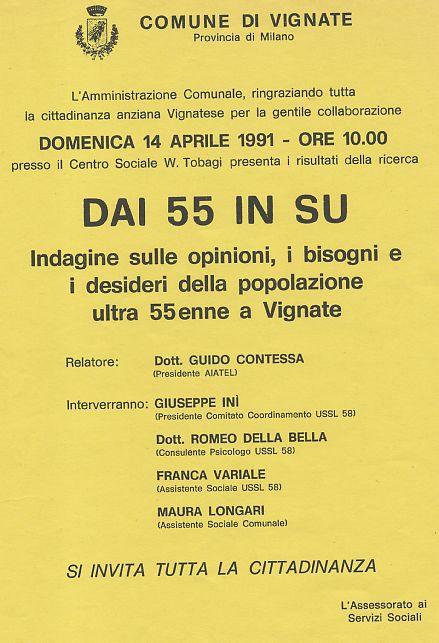 COMUNE DI VIGNATE
Provincia di Milano
L'Amministrazione Comunale, ringraziando tutta
la cittadinanza anziana Vignatese per la gentile collaborazione
DOMENICA 14 APRILE 1991 - ORE 10.00
presso il Centro Sociale W. Tobagi presenta i risultati della ricerca
DAI 55 IN SU
Indagine sulle opinioni, i bisogni e
i desideri della popolazione
ultra 55enne a Vignate
Relatore: Dott. GUIDO CONTESSA
(Presidente AIATEL)
Interverranno: GIUSEPPE INÌ
(Presidente Comitato Coordinamento USSL 58)
Dott. ROMEO DELLA BELLA
(Consulente Psicologo USSL 58)
FRANCA VARIALE
(Assistente Sociale USSL 58)
MAURA LONGARI
(Assistente Sociale Comunale)
SI INVITA TUTTA LA CITTADINANZA
L'Assessorato ai
Servizi Sociali